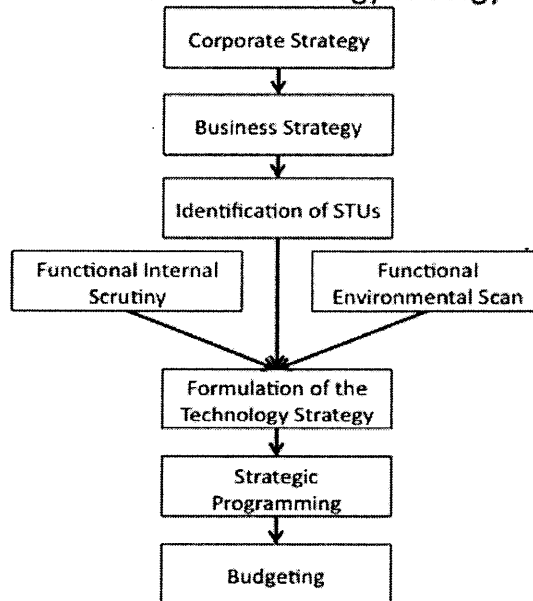 Corporate Strategy
Business Strategy
Identification of STUs
Functional Internal
Scrutiny
Functional
Environmental Scan
Formulation of the
Technology Strategy
Strategic
Programming
Budgeting